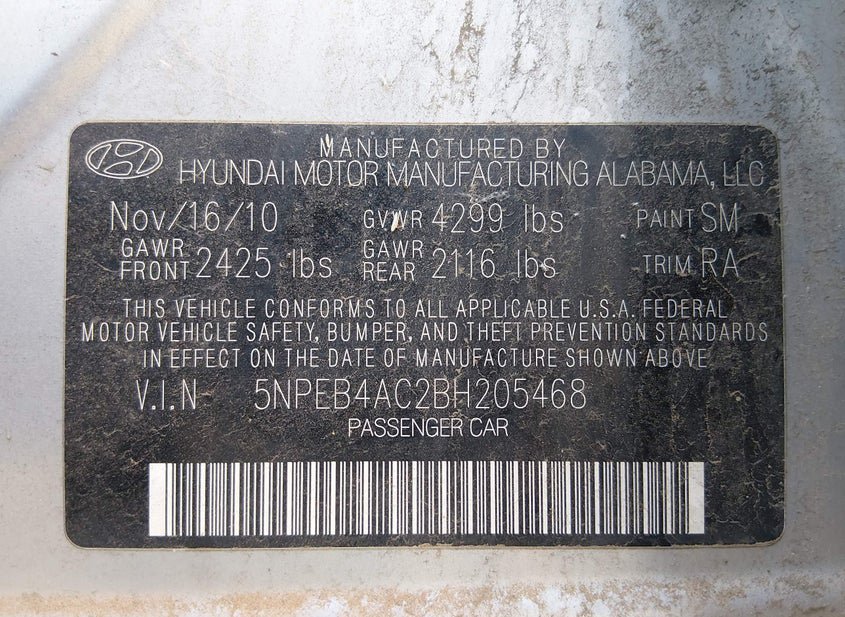 MANUFACTURED BY
HYUNDAI MOTOR MANUFACTURING ALABAMA, LLC
Nov/16/10 GVWR 4299 lbs PAINT SM
GAWR FRONT 2425 lbs GAWR REAR 2116 lbs TRIM RA
THIS VEHICLE CONFORMS TO ALL APPLICABLE U.S.A. FEDERAL
MOTOR VEHICLE SAFETY, BUMPER, AND THEFT PREVENTION STANDARDS
IN EFFECT ON THE DATE OF MANUFACTURE SHOWN ABOVE
V.I.N 5NPEB4AC2BH205468
PASSENGER CAR